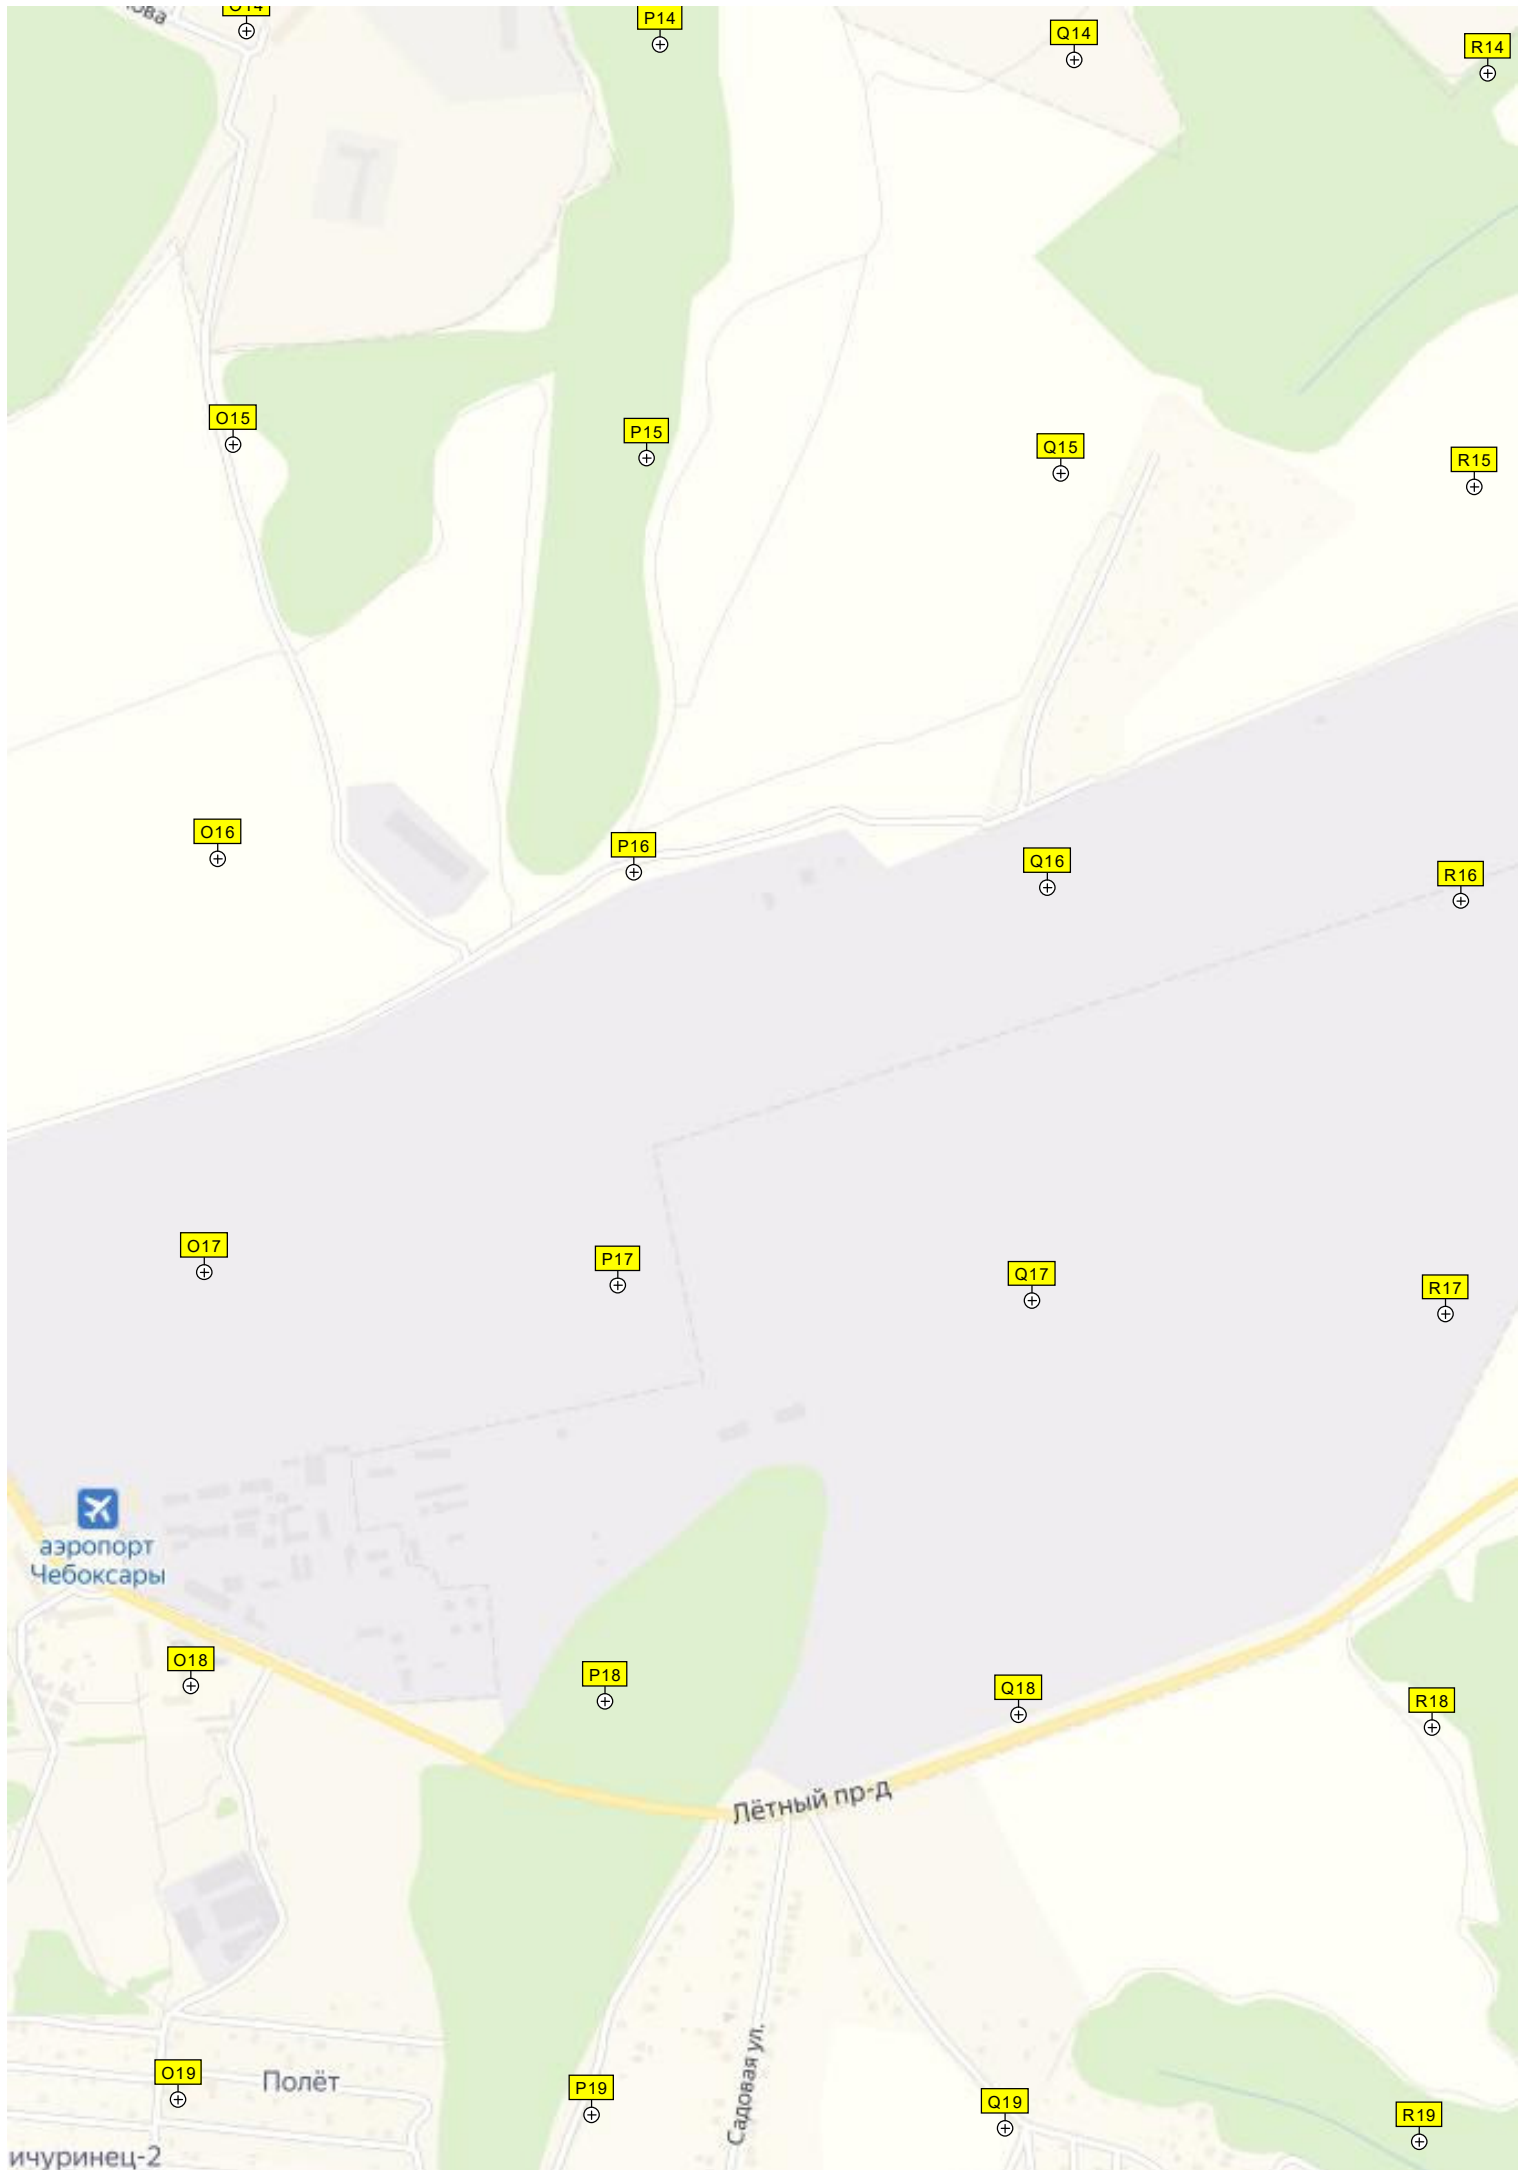 O14
P14
Q14
R14
O15
P15
Q15
R15
O16
P16
Q16
R16
O17
P17
Q17
R17
аэропорт
Чебоксары
O18
P18
Q18
R18
Лётный пр-д
Садовая ул.
O19
Полёт
P19
Q19
R19
ичуринец-2